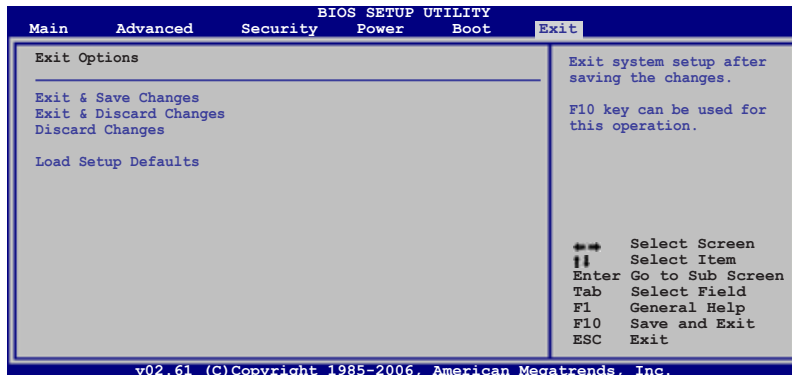 BIOS SETUP UTILITY
Main Advanced Security Power Boot Exit
Exit Options
Exit & Save Changes
Exit & Discard Changes
Discard Changes
Load Setup Defaults
Exit system setup after
saving the changes.
F10 key can be used for
this operation.
←→ Select Screen
↑↓ Select Item
Enter Go to Sub Screen
Tab Select Field
F1 General Help
F10 Save and Exit
ESC Exit
v02.61 (C)Copyright 1985-2006, American Megatrends, Inc.